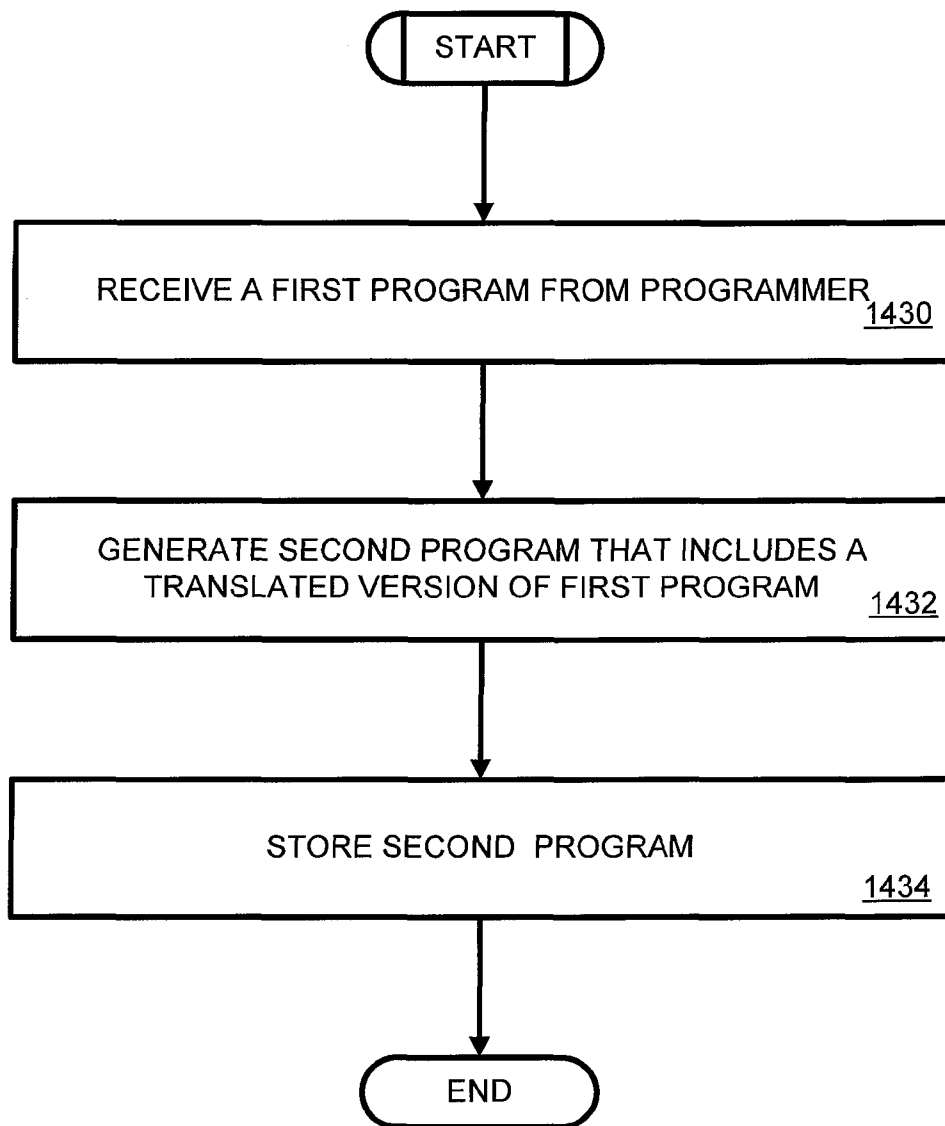 START
RECEIVE A FIRST PROGRAM FROM PROGRAMMER
1430
GENERATE SECOND PROGRAM THAT INCLUDES A
TRANSLATED VERSION OF FIRST PROGRAM
1432
STORE SECOND PROGRAM
1434
END